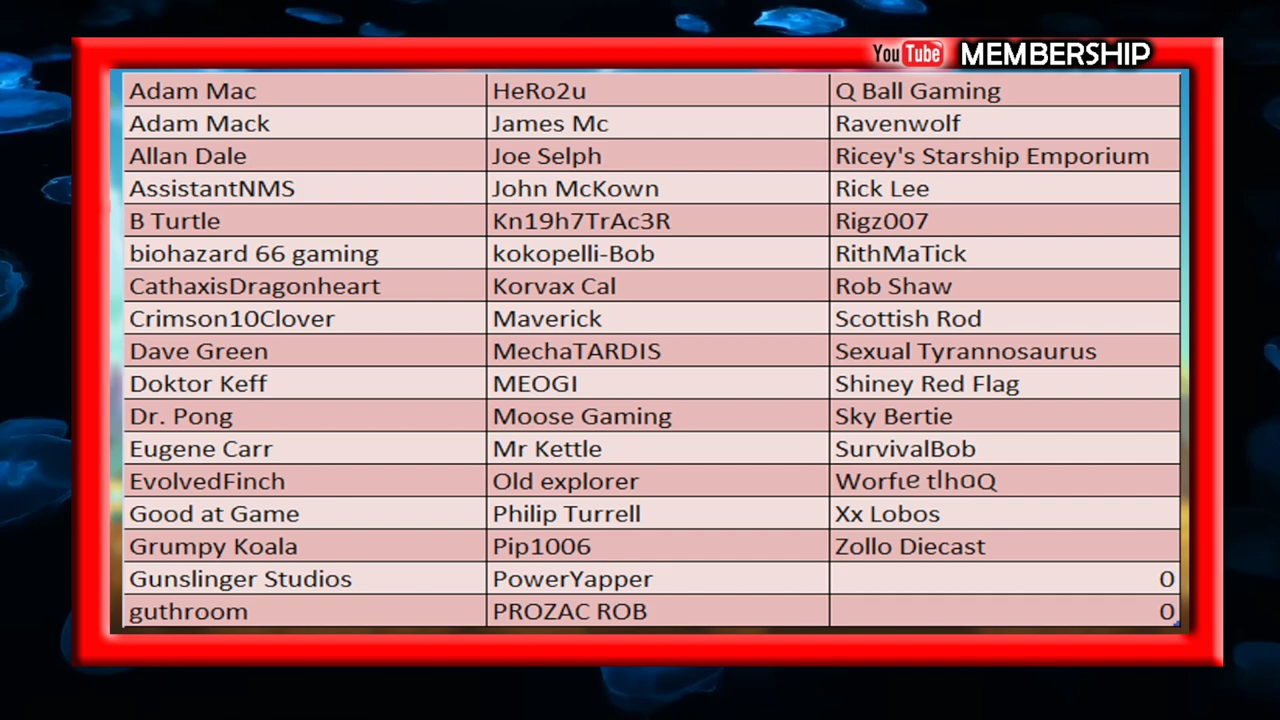 YouTube MEMBERSHIP
Adam Mac HeRo2u Q Ball Gaming
Adam Mack James Mc Ravenwolf
Allan Dale Joe Selph Ricey's Starship Emporium
AssistantNMS John McKown Rick Lee
B Turtle Kn19h7TrAc3R Rigz007
biohazard 66 gaming kokopelli-Bob RithMaTick
CathaxisDragonheart Korvax Cal Rob Shaw
Crimson10Clover Maverick Scottish Rod
Dave Green MechaTARDIS Sexual Tyrannosaurus
Doktor Keff MEOGI Shiney Red Flag
Dr. Pong Moose Gaming Sky Bertie
Eugene Carr Mr Kettle SurvivalBob
EvolvedFinch Old explorer Worfɩҽ tlhɑQ
Good at Game Philip Turrell Xx Lobos
Grumpy Koala Pip1006 Zollo Diecast
Gunslinger Studios PowerYapper 0
guthroom PROZAC ROB 0